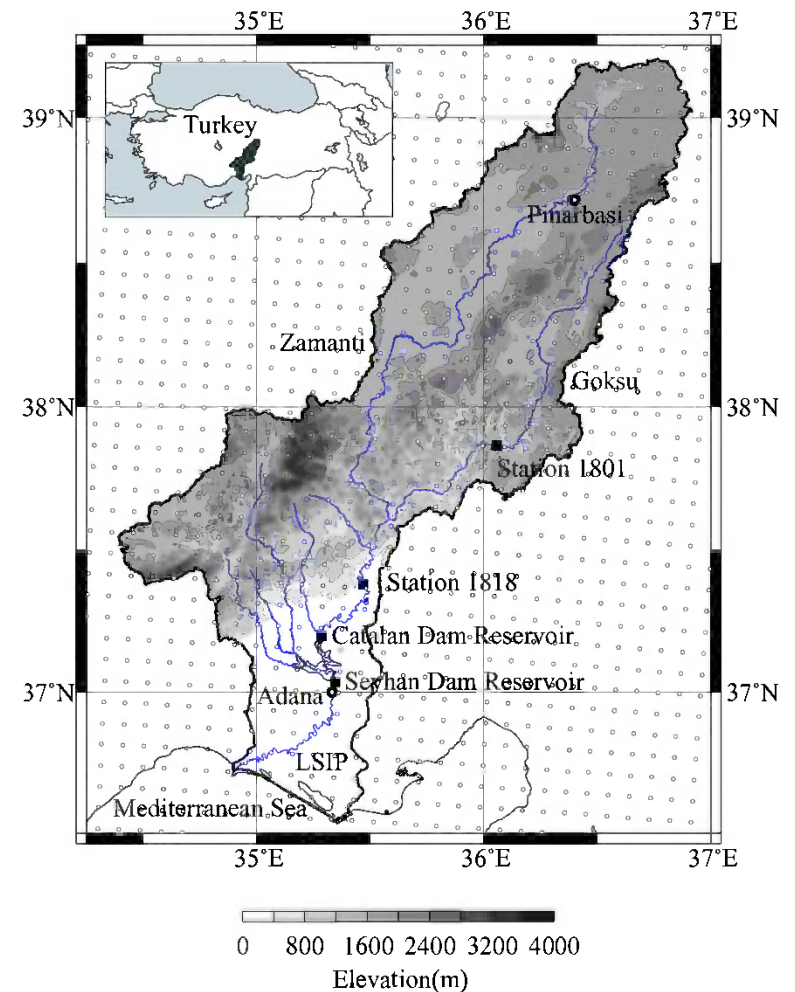 35°E 36°E 37°E
Turkey
39°N 39°N
Pinarbasi
Zamanti
Goksu
38°N 38°N
Station 1801
Station 1818
Catalan Dam Reservoir
Seyhan Dam Reservoir
37°N Adana 37°N
LSIP
Mediterranean Sea
35°E 36°E 37°E
0 800 1600 2400 3200 4000
Elevation(m)